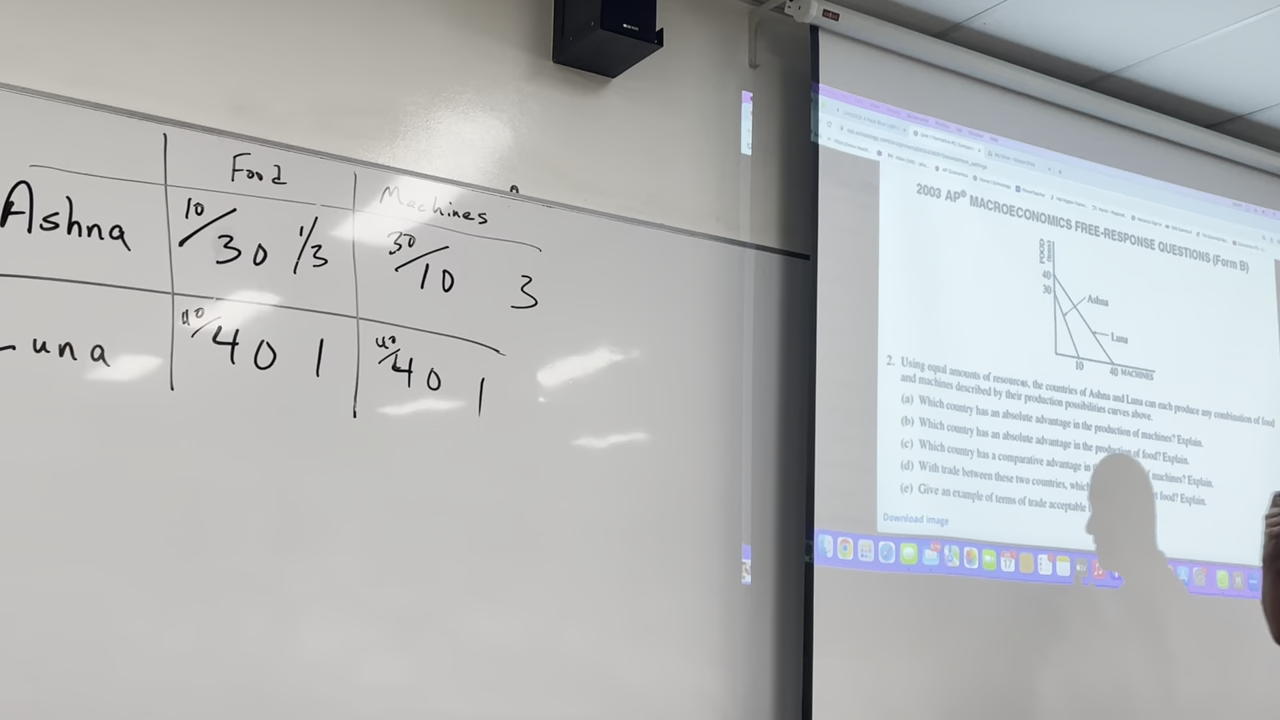 Food
Machines
Ashna
10/30 1/3
30/10 3
una
40/40 1
40/40 1
2003 AP® MACROECONOMICS FREE-RESPONSE QUESTIONS (Form B)
FOOD
40
30
Ashna
Luna
10
40 MACHINES
2. Using equal amounts of resources, the countries of Ashna and Luna can each produce any combination of food
and machines described by their production possibilities curves above.
(a) Which country has an absolute advantage in the production of machines? Explain.
(b) Which country has an absolute advantage in the production of food? Explain.
(c) Which country has a comparative advantage in machines? Explain.
(d) With trade between these two countries, which food? Explain.
(e) Give an example of terms of trade acceptable
Download image
17